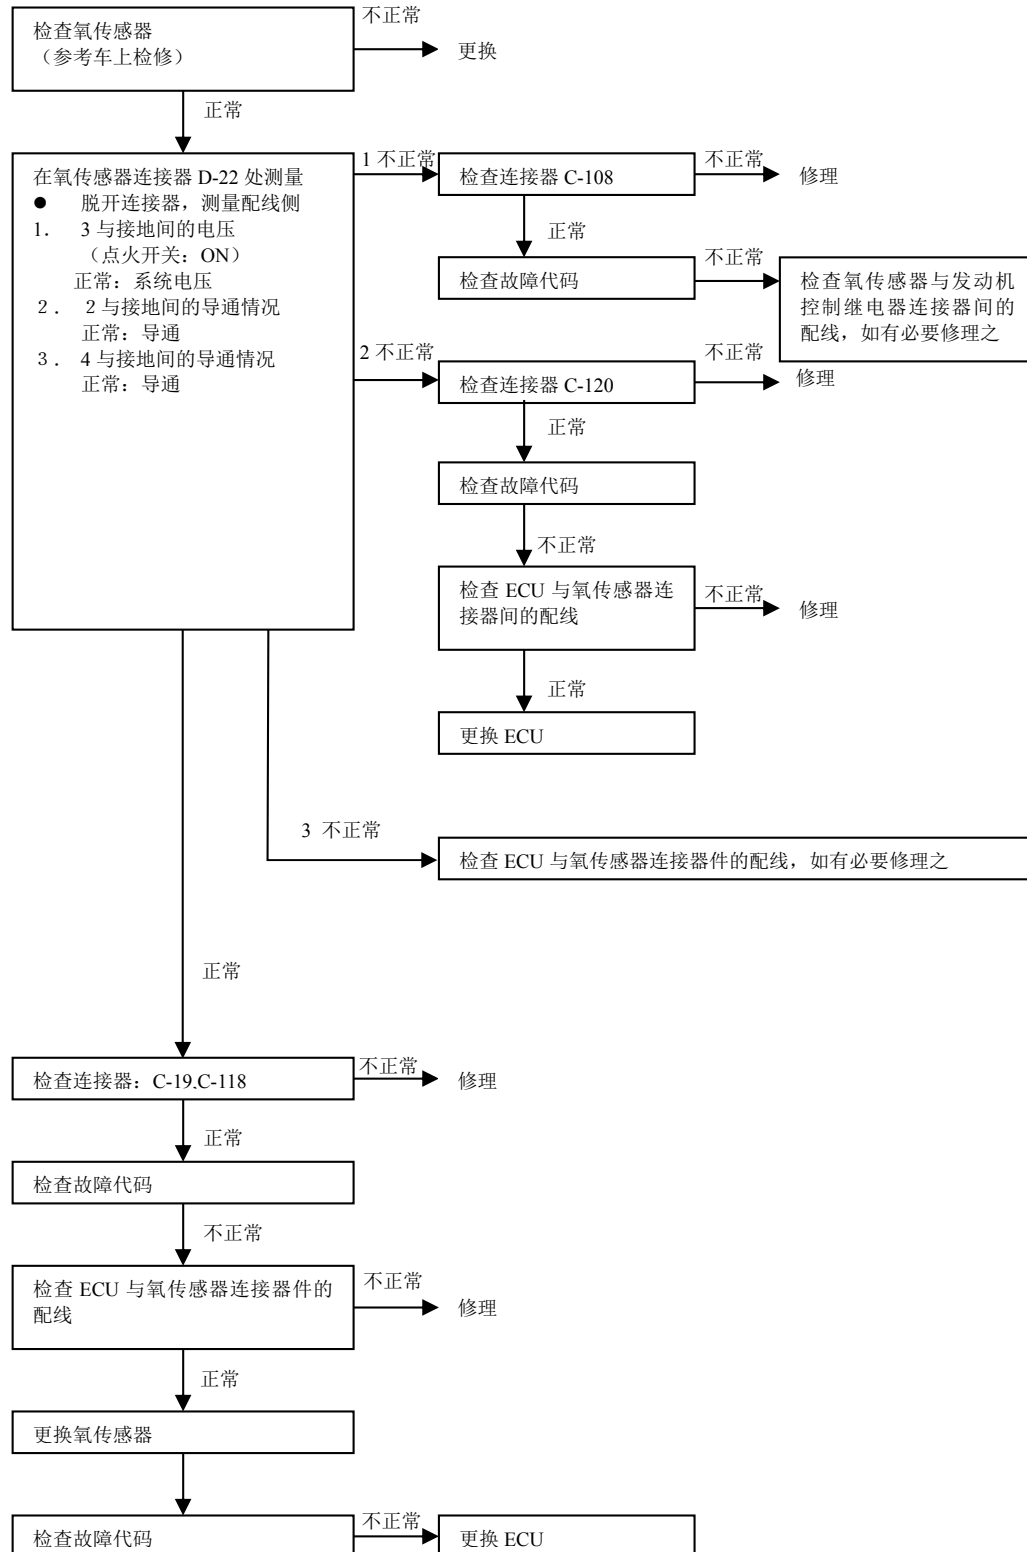 检查氧传感器
（参考车上检修）
不正常
更换
正常
在氧传感器连接器 D-22 处测量
● 脱开连接器，测量配线侧
1. 3 与接地间的电压
（点火开关：ON）
正常：系统电压
２. ２与接地间的导通情况
正常：导通
３. 4 与接地间的导通情况
正常：导通
1 不正常
检查连接器 C-108
不正常
修理
正常
检查故障代码
不正常
检查氧传感器与发动机
控制继电器连接器间的
配线，如有必要修理之
2 不正常
检查连接器 C-120
不正常
修理
正常
检查故障代码
不正常
检查 ECU 与氧传感器连
接器间的配线
不正常
修理
正常
更换 ECU
3 不正常
检查 ECU 与氧传感器连接器件的配线，如有必要修理之
正常
检查连接器：C-19.C-118
不正常
修理
正常
检查故障代码
不正常
检查 ECU 与氧传感器连接器件的
配线
不正常
修理
正常
更换氧传感器
检查故障代码
不正常
更换 ECU